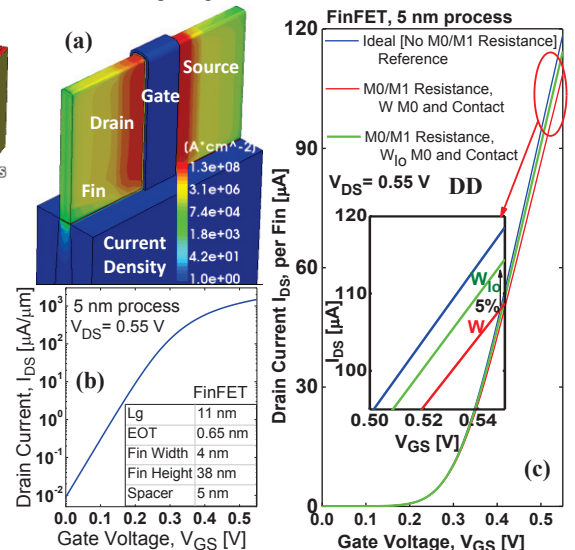 (a)
Drain
Gate
Source
Fin
Current
Density
(A*cm^-2)
1.3e+08
3.1e+06
7.4e+04
1.8e+03
4.2e+01
1.0e+00
Drain Current, I_DS [μA/μm]
10^3
10^2
10^1
10^0
10^-1
10^-2
5 nm process
V_DS= 0.55 V
(b)
FinFET
Lg 11 nm
EOT 0.65 nm
Fin Width 4 nm
Fin Height 38 nm
Spacer 5 nm
0.0 0.1 0.2 0.3 0.4 0.5
Gate Voltage, V_GS [V]
FinFET, 5 nm process
Ideal [No M0/M1 Resistance]
Reference
M0/M1 Resistance,
W M0 and Contact
M0/M1 Resistance,
W_lo M0 and Contact
V_DS= 0.55 V DD
Drain Current I_DS, per Fin [μA]
120
90
60
30
0
I_DS [μA]
120
110
100
W_lo
5%
W
0.50 0.52 0.54
V_GS [V]
(c)
0.0 0.1 0.2 0.3 0.4 0.5
Gate Voltage, V_GS [V]